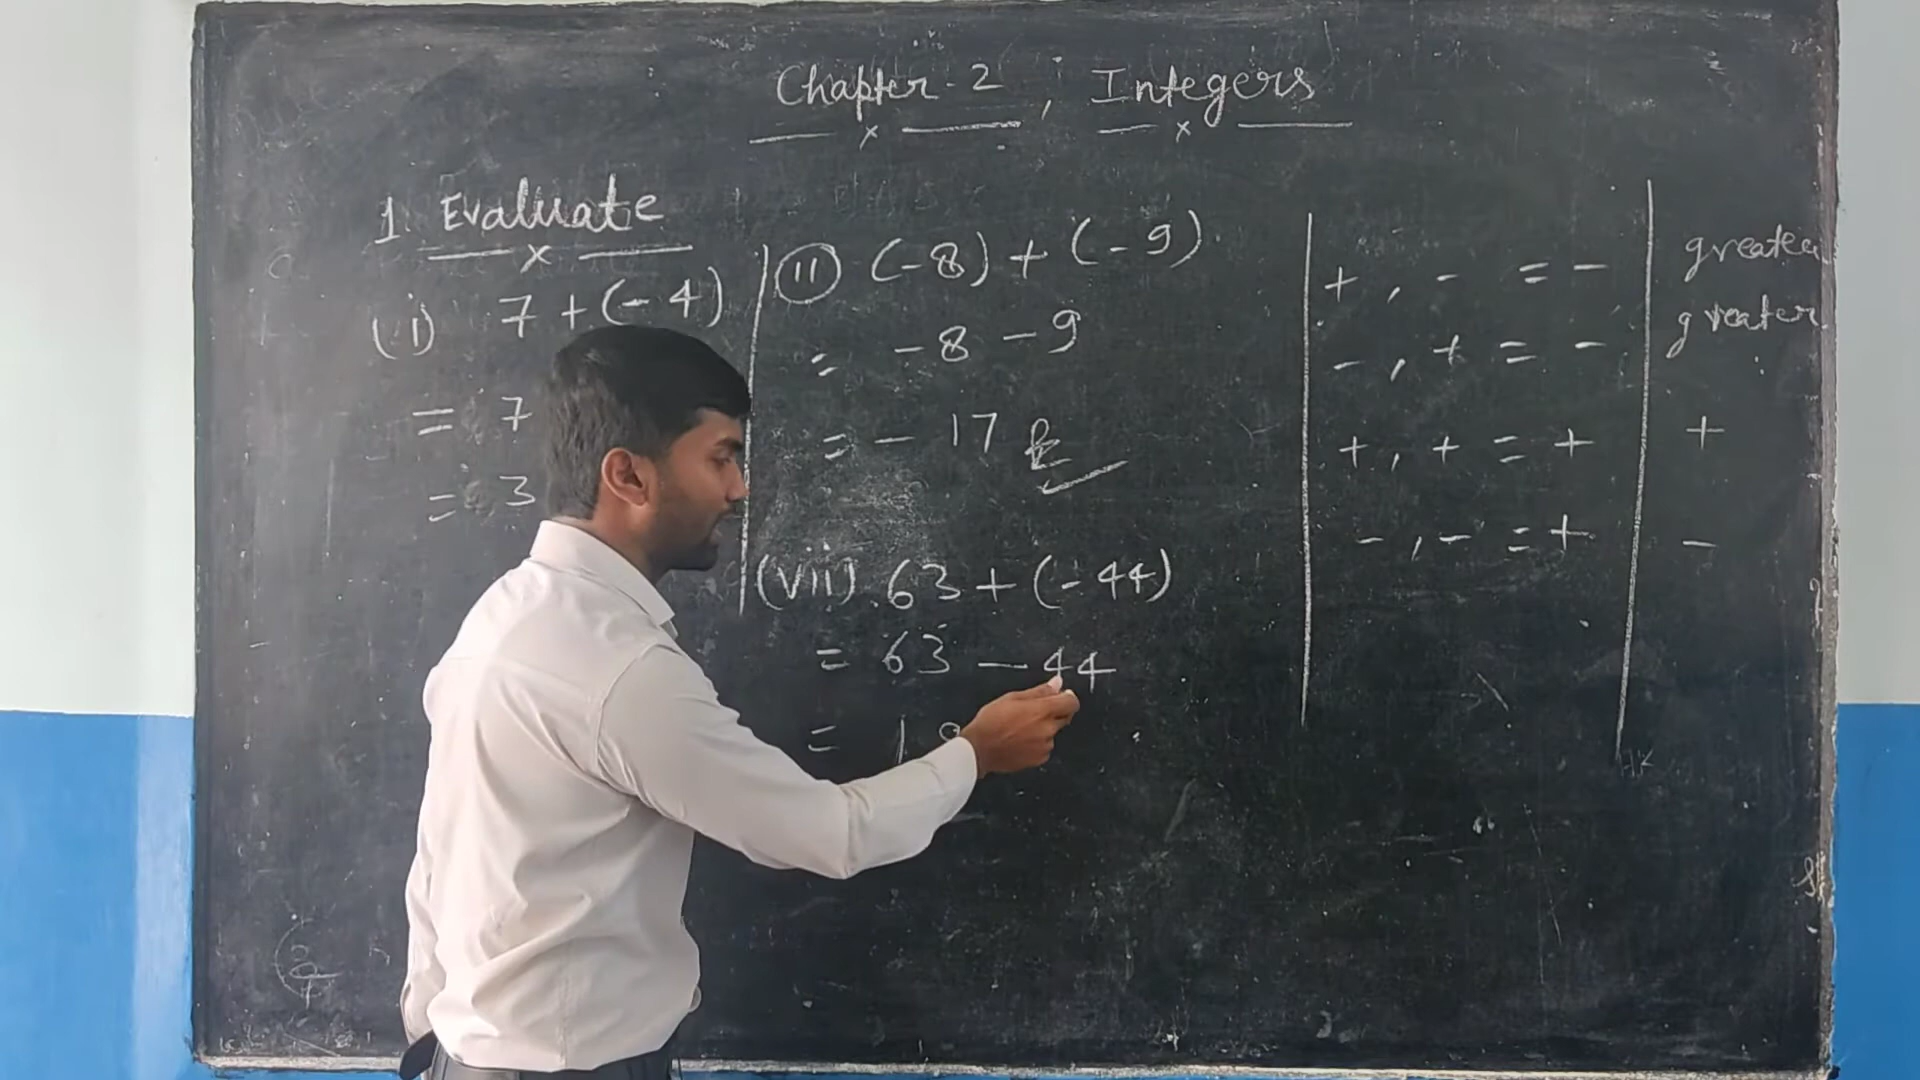 Chapter-2 , Integers
1. Evaluate
(i) 7 + (-4)
= 7
= 3
(ii) (-8) + (-9)
= -8 - 9
= - 17
(vii) 63 + (-44)
= 63 - 44
= 19
+ , - = -
- , + = -
+ , + = +
- , - = +
greater
greater
+
-